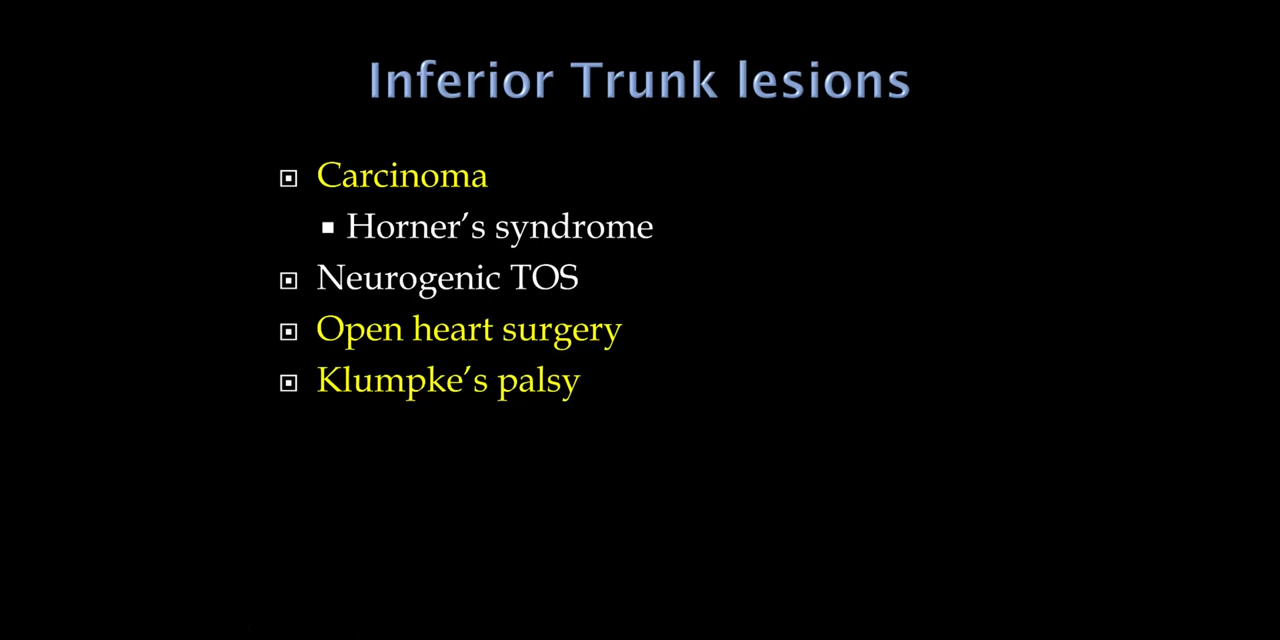 Inferior Trunk lesions
Carcinoma
Horner’s syndrome
Neurogenic TOS
Open heart surgery
Klumpke’s palsy